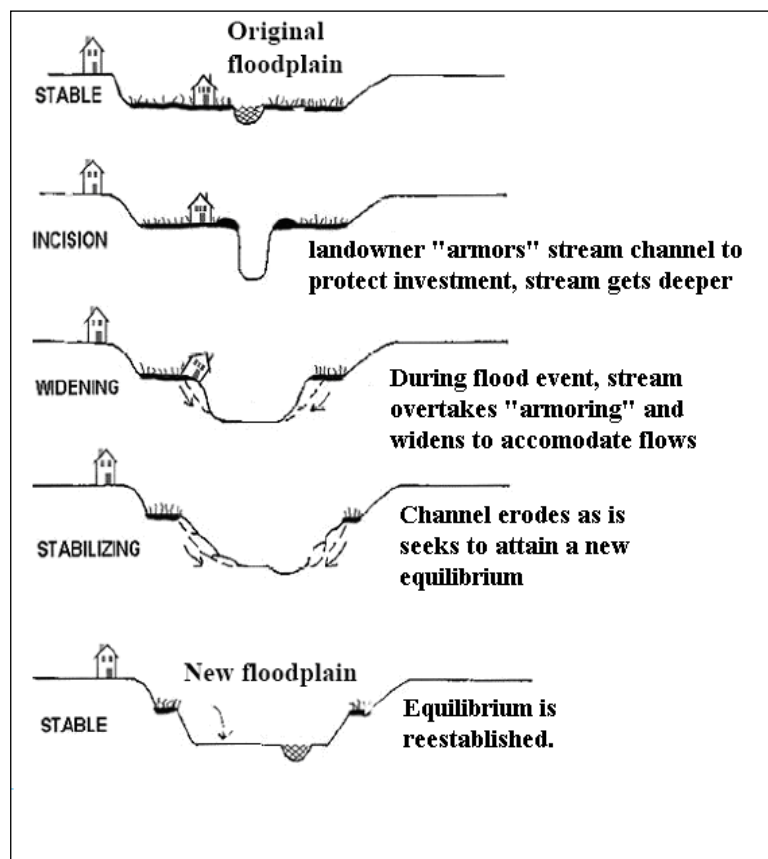 Original
floodplain
STABLE
INCISION
landowner "armors" stream channel to
protect investment, stream gets deeper
WIDENING
During flood event, stream
overtakes "armoring" and
widens to accomodate flows
STABILIZING
Channel erodes as is
seeks to attain a new
equilibrium
New floodplain
STABLE
Equilibrium is
reestablished.